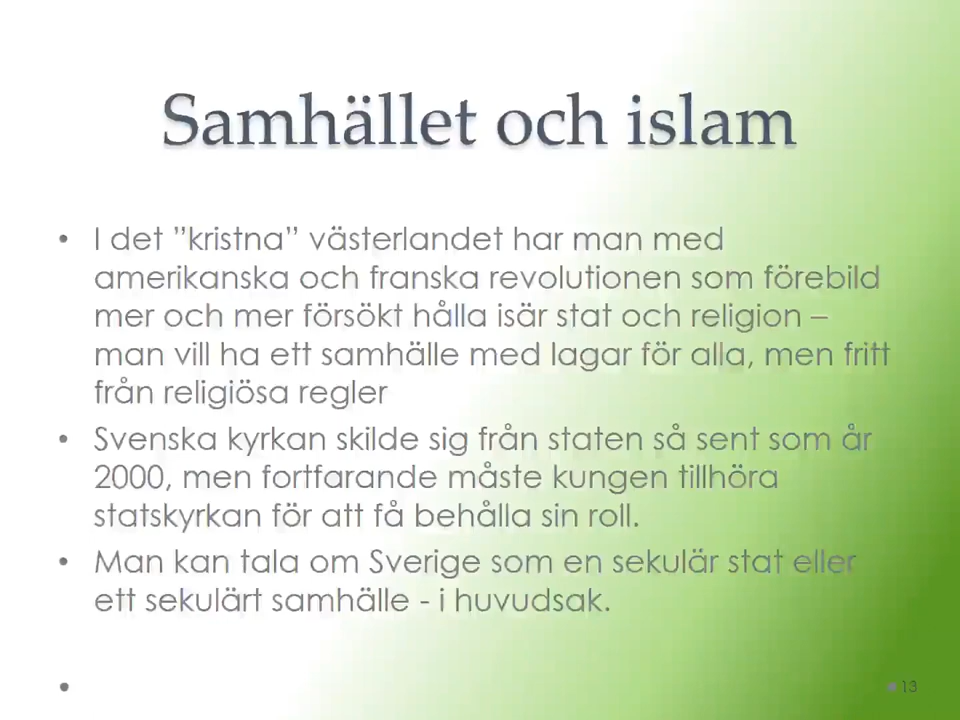 Samhället och islam
• I det ”kristna” västerlandet har man med
amerikanska och franska revolutionen som förebild
mer och mer försökt hålla isär stat och religion –
man vill ha ett samhälle med lagar för alla, men fritt
från religiösa regler
• Svenska kyrkan skilde sig från staten så sent som år
2000, men fortfarande måste kungen tillhöra
statskyrkan för att få behålla sin roll.
• Man kan tala om Sverige som en sekulär stat eller
ett sekulärt samhälle - i huvudsak.
13